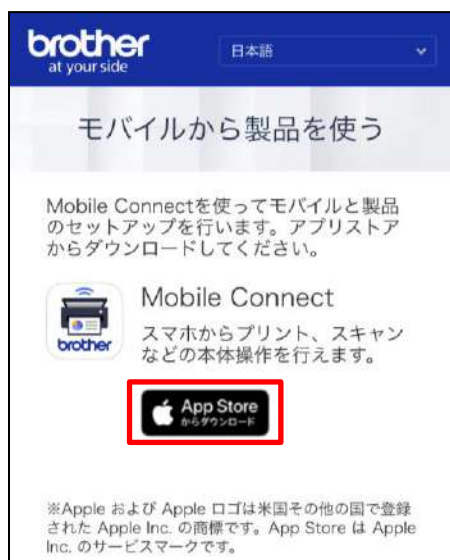 brother
at your side
日本語
モバイルから製品を使う
Mobile Connectを使ってモバイルと製品
のセットアップを行います。アプリストア
からダウンロードしてください。
brother
Mobile Connect
スマホからプリント、スキャン
などの本体操作を行えます。
App Store
からダウンロード
※Apple および Apple ロゴは米国その他の国で登録
された Apple Inc. の商標です。App Store は Apple
Inc. のサービスマークです。